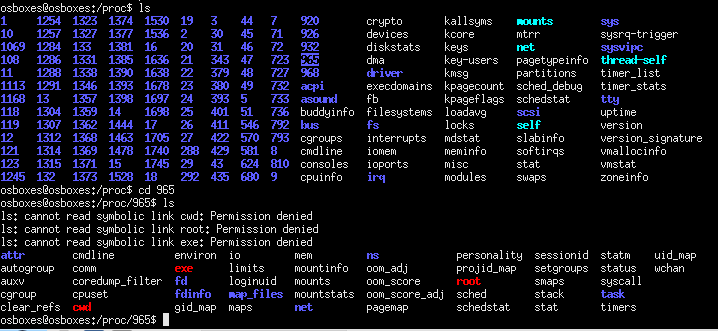 osboxes@osboxes:/proc$ ls
1 1254 1323 1374 1530 19 3 44 7 920 crypto kallsyms mounts sys
10 1257 1327 1377 1536 2 30 45 71 926 devices kcore mtrr sysrq-trigger
1069 1284 133 1381 16 20 31 46 72 932 diskstats keys net sysvipc
108 1286 1331 1385 1636 21 343 47 723 965 dma key-users pagetypeinfo thread-self
11 1288 1338 1390 1638 22 379 48 727 968 driver kmsg partitions timer_list
1113 1291 1346 1393 1678 23 380 49 732 acpi execdomains kpagecount sched_debug timer_stats
1168 13 1357 1398 1697 24 393 5 733 asound fb kpageflags schedstat tty
118 1304 1359 14 1698 25 401 51 736 buddyinfo filesystems loadavg scsi uptime
119 1307 1362 1444 17 26 411 546 792 bus fs locks self version
12 1312 1368 1463 1705 27 422 570 793 cgroups interrupts mdstat slabinfo version_signature
121 1314 1369 1478 1740 288 429 581 8 cmdline iomem meminfo softirqs vmallocinfo
123 1315 1371 15 1745 29 43 624 810 consoles ioports misc stat vmstat
1245 132 1373 1528 18 292 435 680 9 cpuinfo irq modules swaps zoneinfo
osboxes@osboxes:/proc$ cd 965
osboxes@osboxes:/proc/965$ ls
ls: cannot read symbolic link cwd: Permission denied
ls: cannot read symbolic link root: Permission denied
ls: cannot read symbolic link exe: Permission denied
attr cmdline environ io mem ns personality sessionid statm uid_map
autogroup comm exe limits mountinfo oom_adj projid_map setgroups status wchan
auxv coredump_filter fd loginuid mounts oom_score root smaps syscall
cgroup cpuset fdinfo map_files mountstats oom_score_adj sched stack task
clear_refs cwd gid_map maps net pagemap schedstat stat timers
osboxes@osboxes:/proc/965$